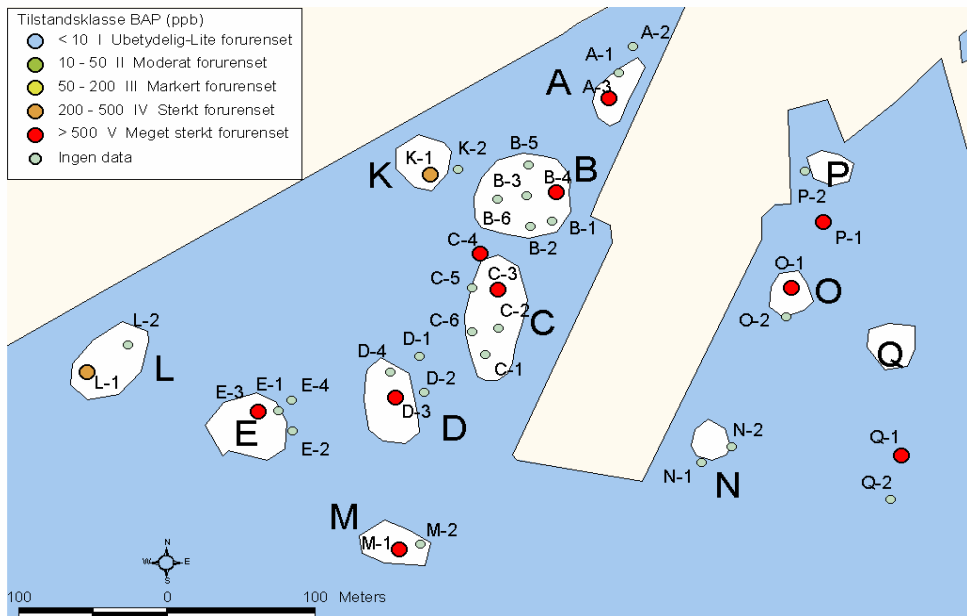 Tilstandsklasse BAP (ppb)
< 10 I Ubetydelig-Lite forurenset
10 - 50 II Moderat forurenset
50 - 200 III Markert forurenset
200 - 500 IV Sterkt forurenset
> 500 V Meget sterkt forurenset
Ingen data
A-2
A-1
A
A-3
K-1
K-2
K
B-5
B
B-3
B-4
B-6
B-1
B-2
P
P-2
P-1
C-4
C-3
C-5
C
C-2
C-6
C-1
O-1
O
O-2
Q
L-2
L
L-1
D-1
D-4
D-2
D-3
D
E-3
E-1
E-4
E
E-2
N-2
N-1
N
Q-1
Q-2
M
M-1
M-2
N
W
E
S
100
0
100 Meters